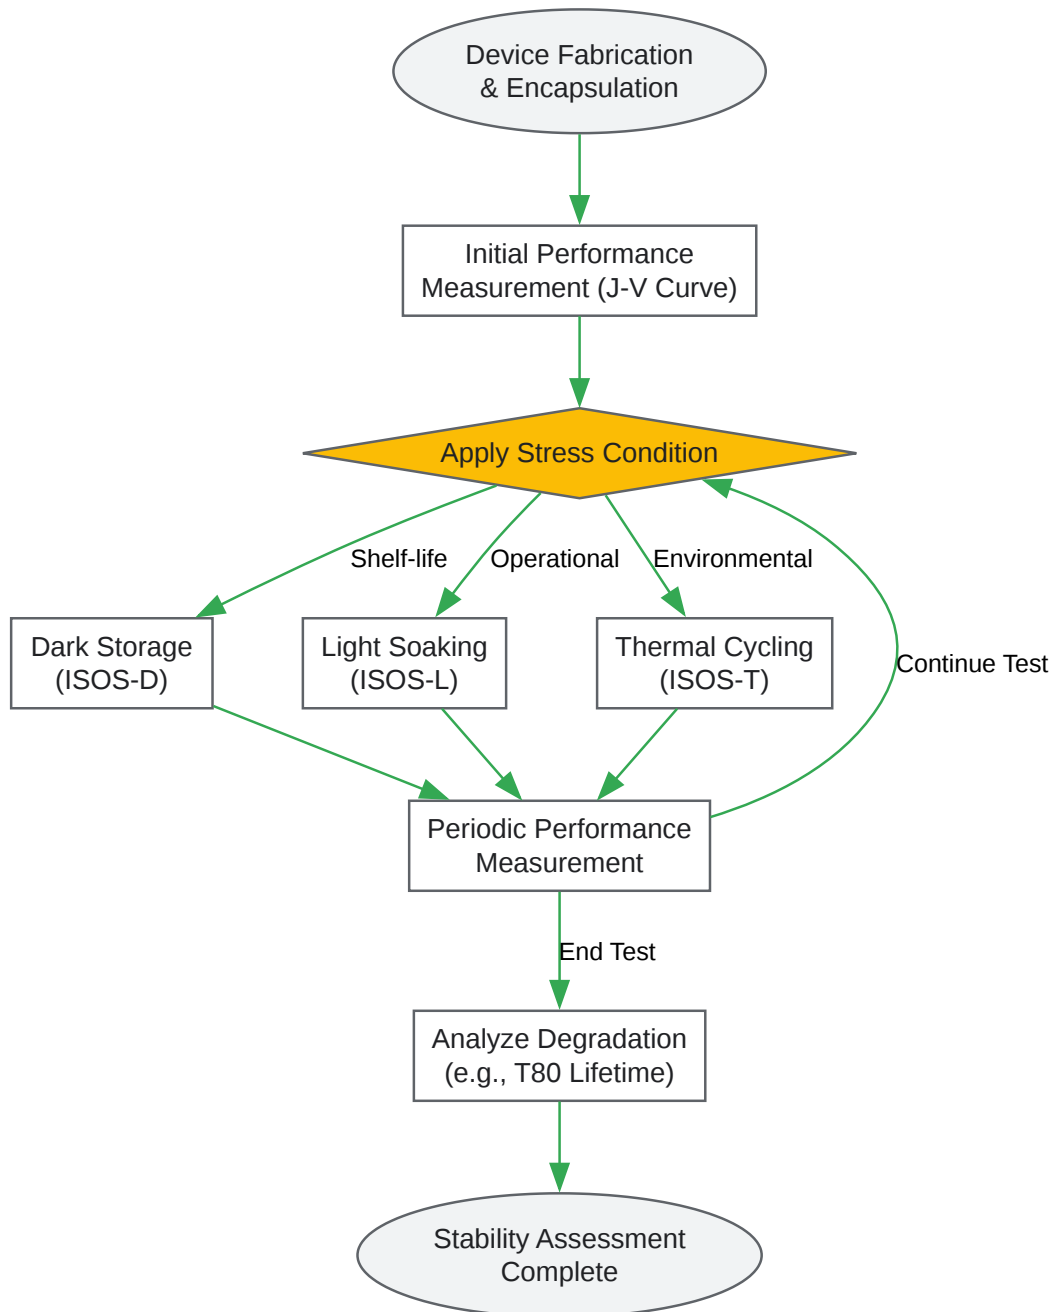 Device Fabrication
& Encapsulation
Initial Performance
Measurement (J-V Curve)
Apply Stress Condition
Shelf-life
Operational
Environmental
Dark Storage
(ISOS-D)
Light Soaking
(ISOS-L)
Thermal Cycling
(ISOS-T)
Continue Test
Periodic Performance
Measurement
End Test
Analyze Degradation
(e.g., T80 Lifetime)
Stability Assessment
Complete